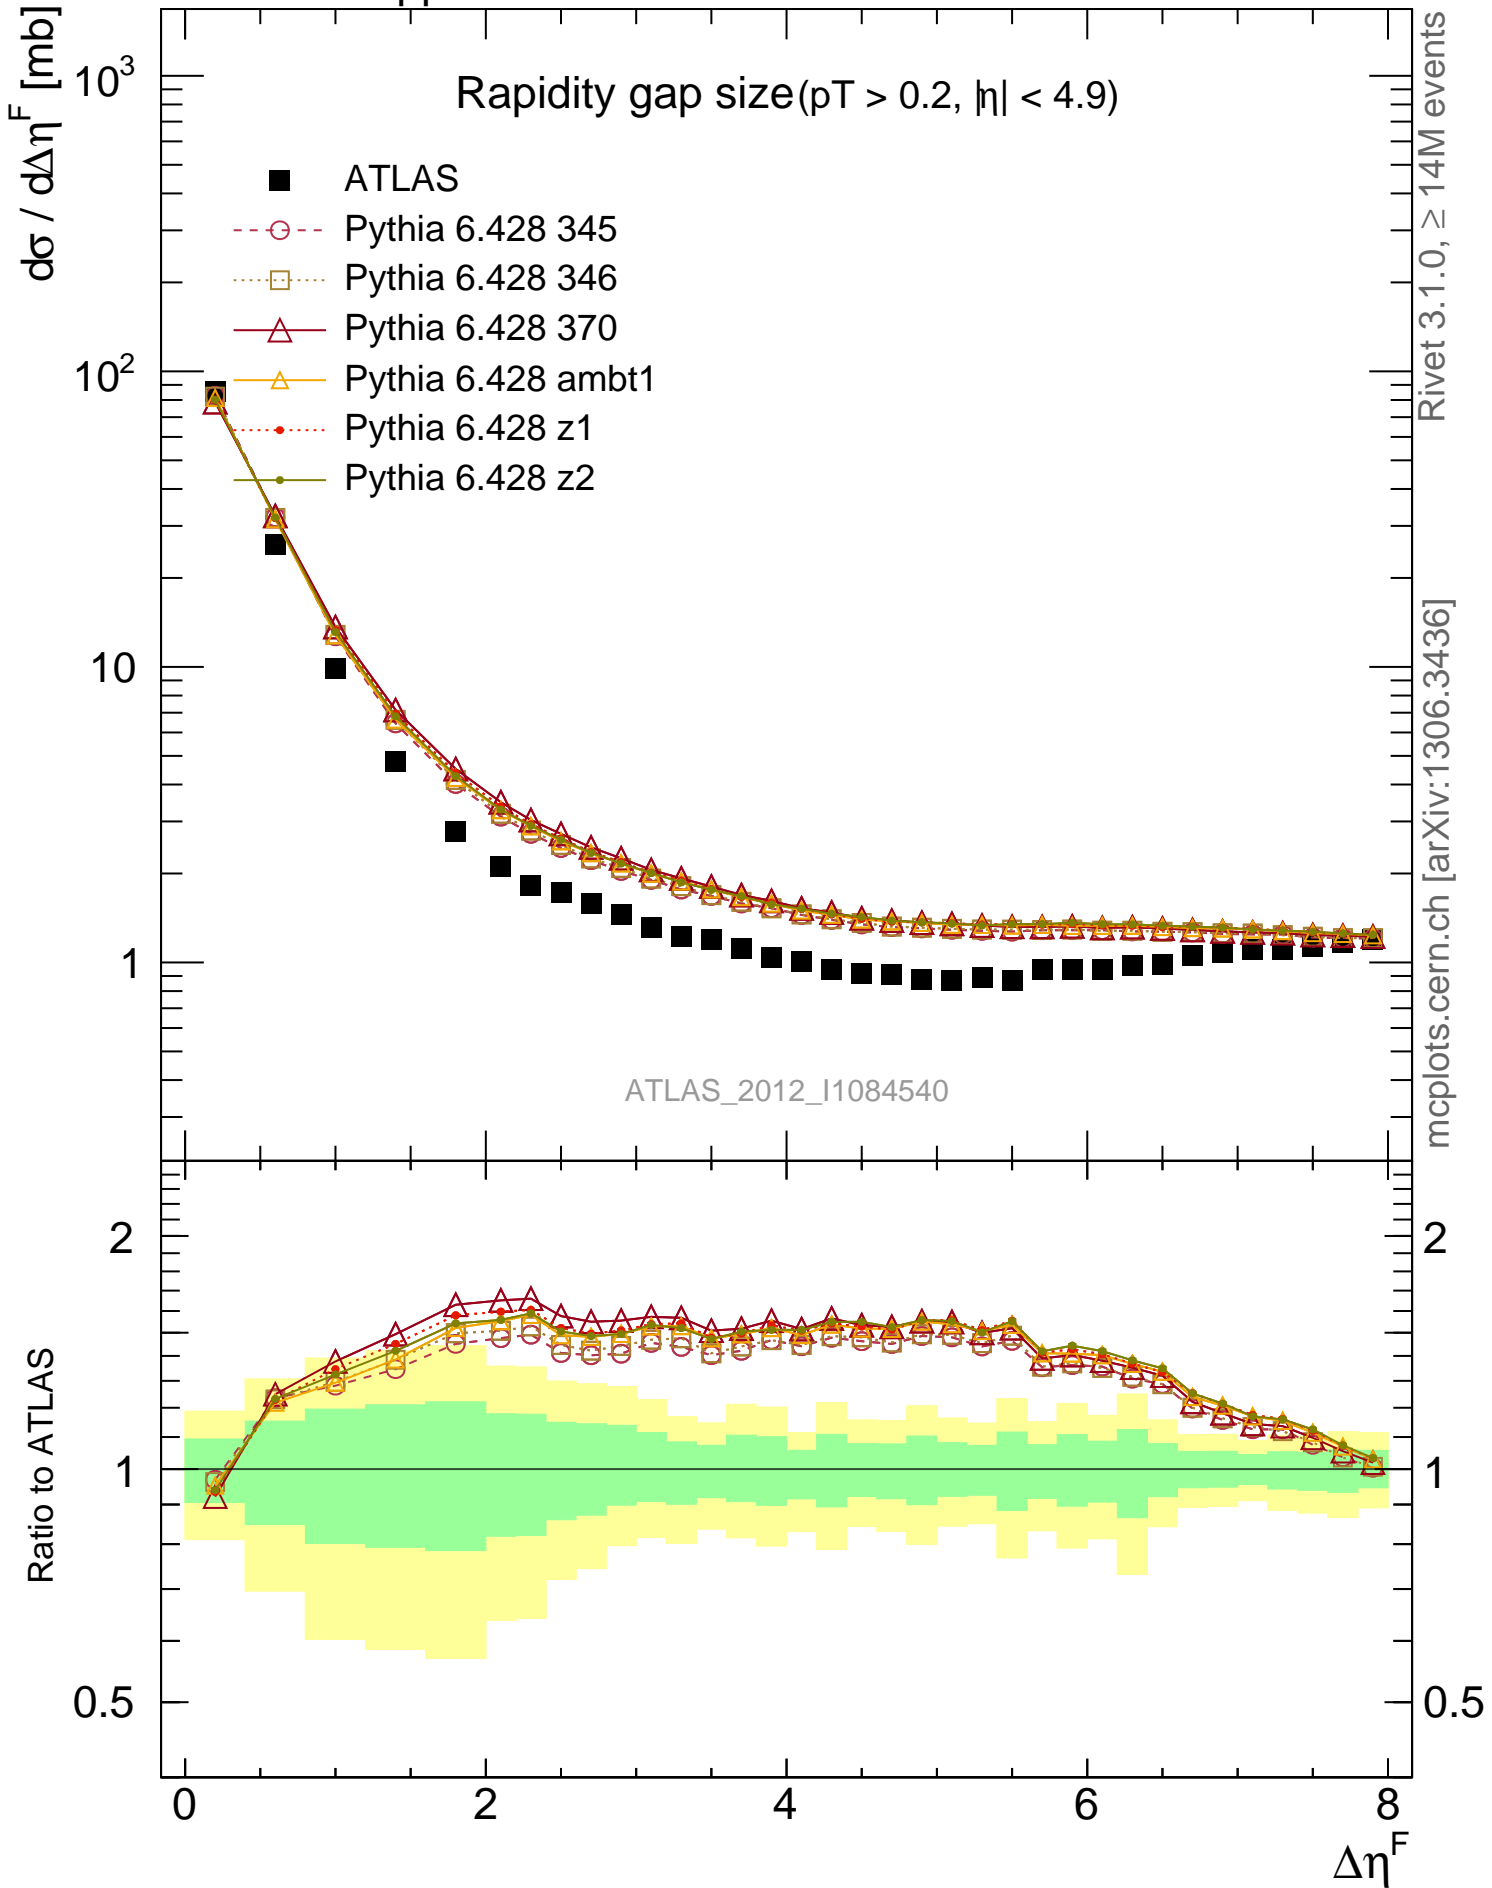 pp
dσ / dΔη^F [mb]
Rapidity gap size (pT > 0.2, |η| < 4.9)
ATLAS
Pythia 6.428 345
Pythia 6.428 346
Pythia 6.428 370
Pythia 6.428 ambt1
Pythia 6.428 z1
Pythia 6.428 z2
10^3
10^2
10
1
ATLAS_2012_I1084540
Rivet 3.1.0, ≥ 14M events
mcplots.cern.ch [arXiv:1306.3436]
Ratio to ATLAS
2
1
0.5
2
1
0.5
0 2 4 6 8
Δη^F